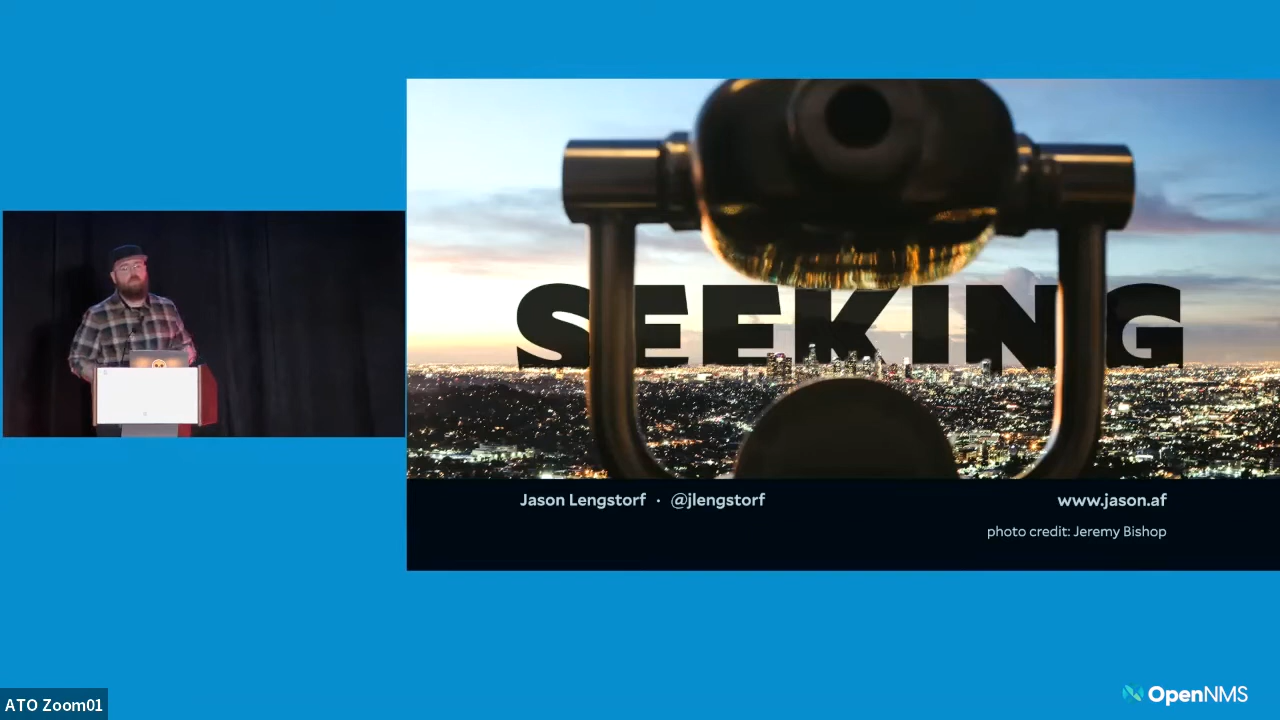 SEEKING
Jason Lengstorf · @jlengstorf
www.jason.af
photo credit: Jeremy Bishop
ATO Zoom01
OpenNMS